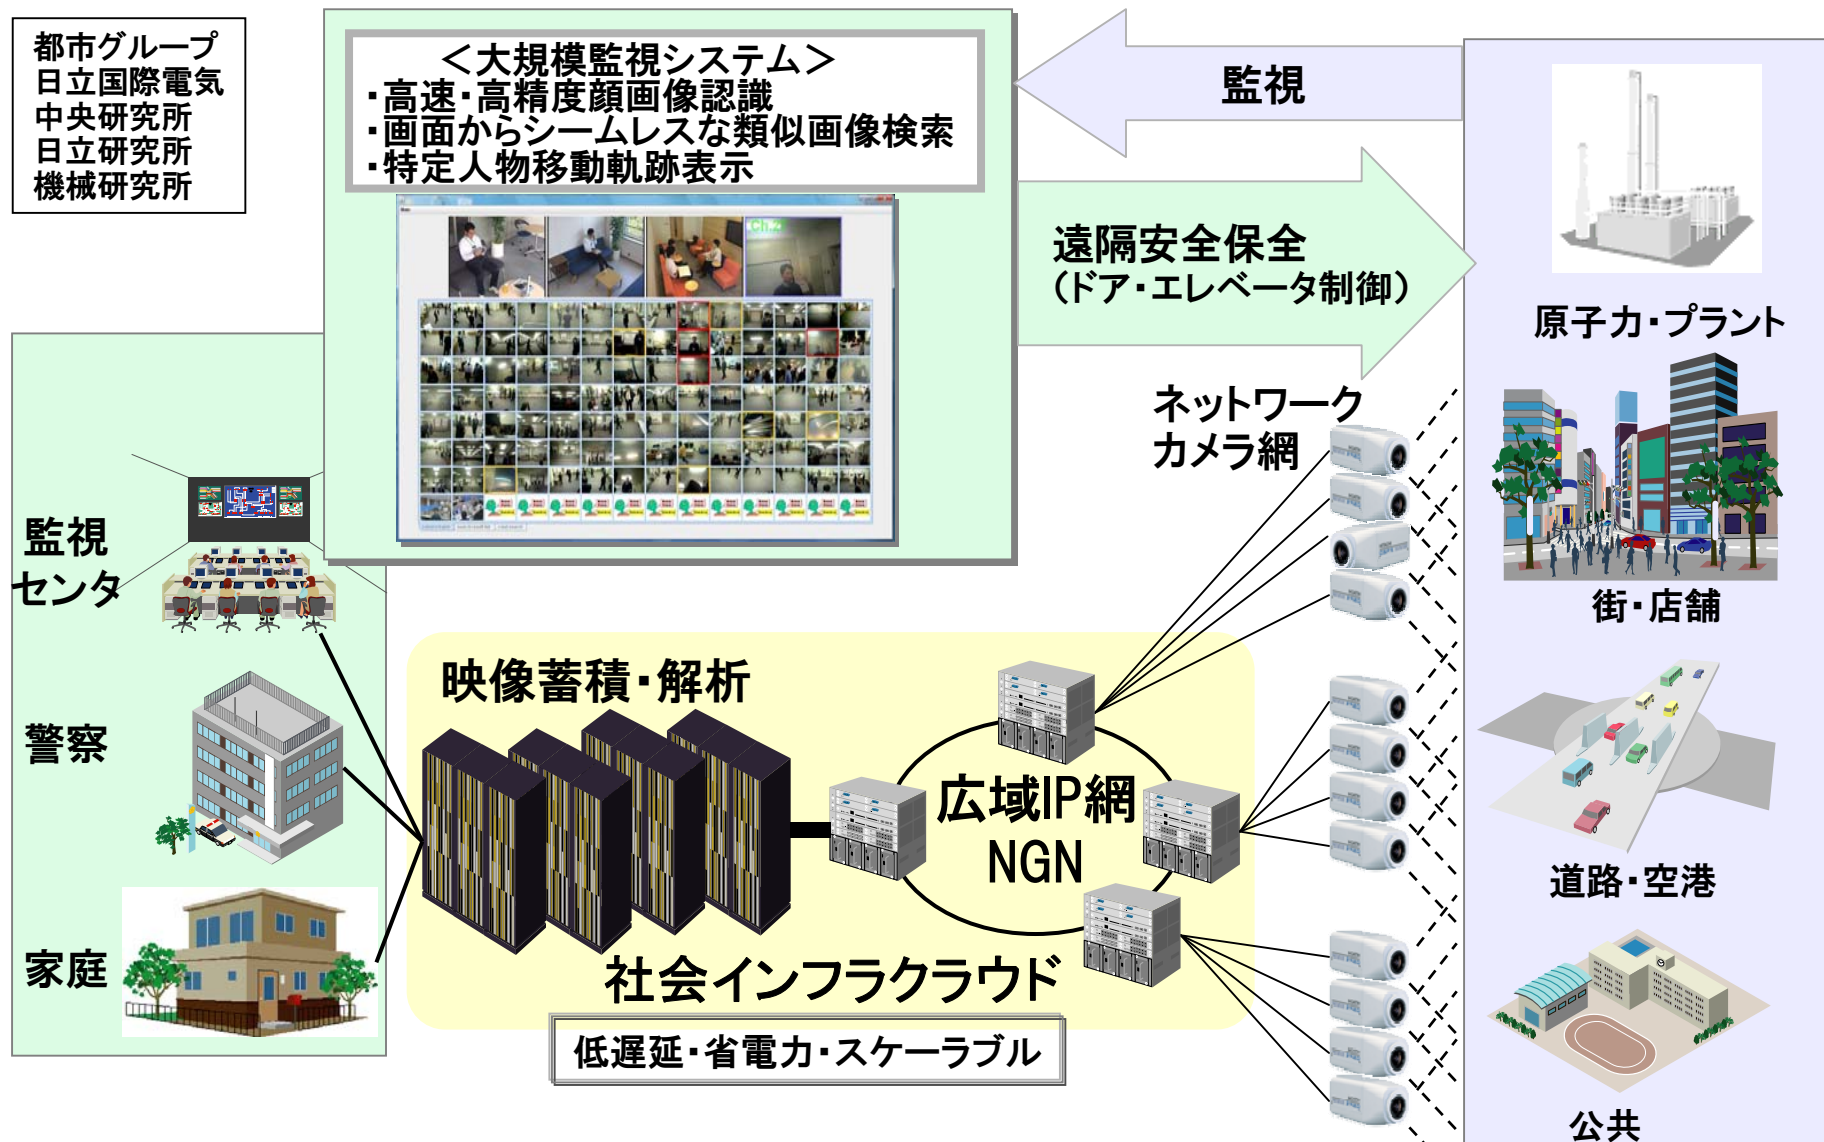 都市グループ
日立国際電気
中央研究所
日立研究所
機械研究所
＜大規模監視システム＞
・高速・高精度顔画像認識
・画面からシームレスな類似画像検索
・特定人物移動軌跡表示
監視
遠隔安全保全
（ドア・エレベータ制御）
原子力・プラント
ネットワーク
カメラ網
街・店舗
監視
センタ
警察
家庭
映像蓄積・解析
広域IP網
NGN
社会インフラクラウド
低遅延・省電力・スケーラブル
道路・空港
公共